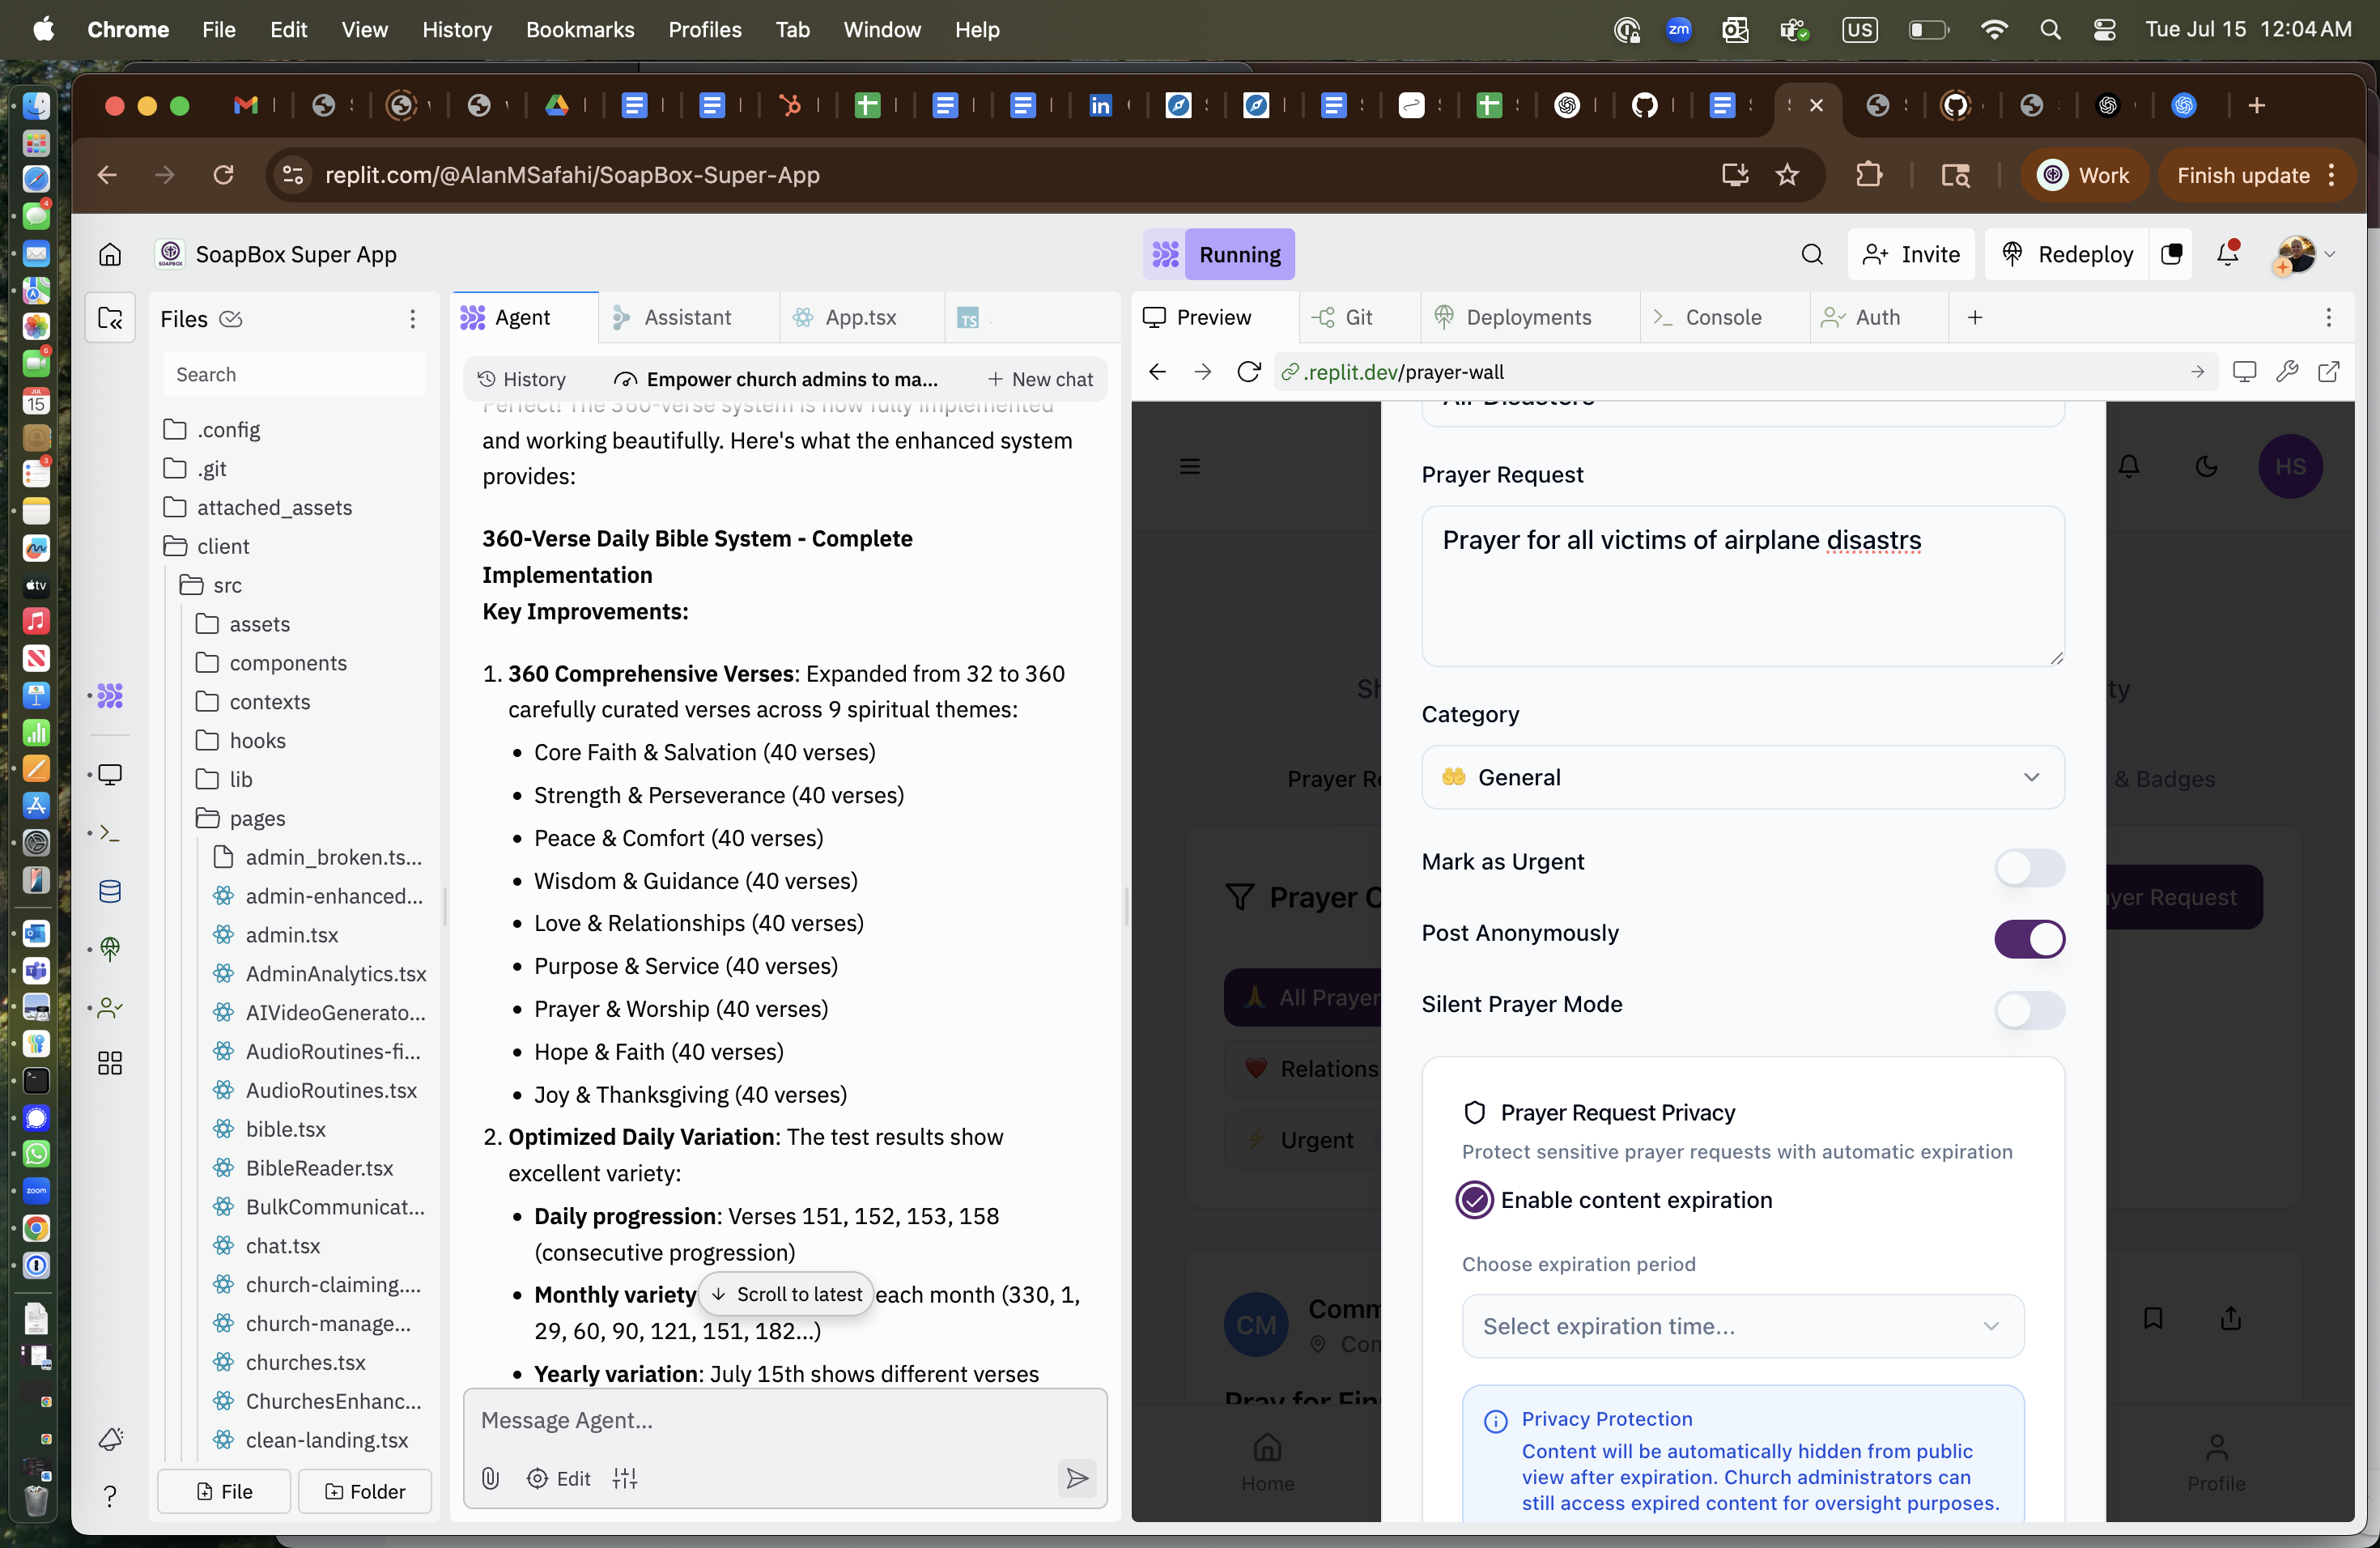 Chrome File Edit View History Bookmarks Profiles Tab Window Help
US
Tue Jul 15 12:04 AM
replit.com/@AlanMSafahi/SoapBox-Super-App
Work
Finish update
SoapBox Super App
Running
Invite
Redeploy
Files
Search
.config
.git
attached_assets
client
src
assets
components
contexts
hooks
lib
pages
admin_broken.ts...
admin-enhanced...
admin.tsx
AdminAnalytics.tsx
AIVideoGenerato...
AudioRoutines-fi...
AudioRoutines.tsx
bible.tsx
BibleReader.tsx
BulkCommunicat...
chat.tsx
church-claiming....
church-manage...
churches.tsx
ChurchesEnhanc...
clean-landing.tsx
File
Folder
Agent
Assistant
App.tsx
TS
History
Empower church admins to ma...
+ New chat
Perfect! The 360-verse system is now fully implemented
and working beautifully. Here's what the enhanced system
provides:
360-Verse Daily Bible System - Complete
Implementation
Key Improvements:
1. 360 Comprehensive Verses: Expanded from 32 to 360
carefully curated verses across 9 spiritual themes:
• Core Faith & Salvation (40 verses)
• Strength & Perseverance (40 verses)
• Peace & Comfort (40 verses)
• Wisdom & Guidance (40 verses)
• Love & Relationships (40 verses)
• Purpose & Service (40 verses)
• Prayer & Worship (40 verses)
• Hope & Faith (40 verses)
• Joy & Thanksgiving (40 verses)
2. Optimized Daily Variation: The test results show
excellent variety:
• Daily progression: Verses 151, 152, 153, 158
(consecutive progression)
• Monthly variety
Scroll to latest
each month (330, 1,
29, 60, 90, 121, 151, 182...)
• Yearly variation: July 15th shows different verses
Message Agent...
Edit
Preview
Git
Deployments
Console
Auth
.replit.dev/prayer-wall
Air Disasters
Prayer Request
Prayer for all victims of airplane disastrs
Category
General
Mark as Urgent
Post Anonymously
Silent Prayer Mode
Prayer Request Privacy
Protect sensitive prayer requests with automatic expiration
Enable content expiration
Choose expiration period
Select expiration time...
Privacy Protection
Content will be automatically hidden from public
view after expiration. Church administrators can
still access expired content for oversight purposes.
HS
Sh
ty
Prayer Re
& Badges
Prayer C
yer Request
All Prayer
Relations
Urgent
CM
Comm
Con
Pray for Fin
Home
Profile